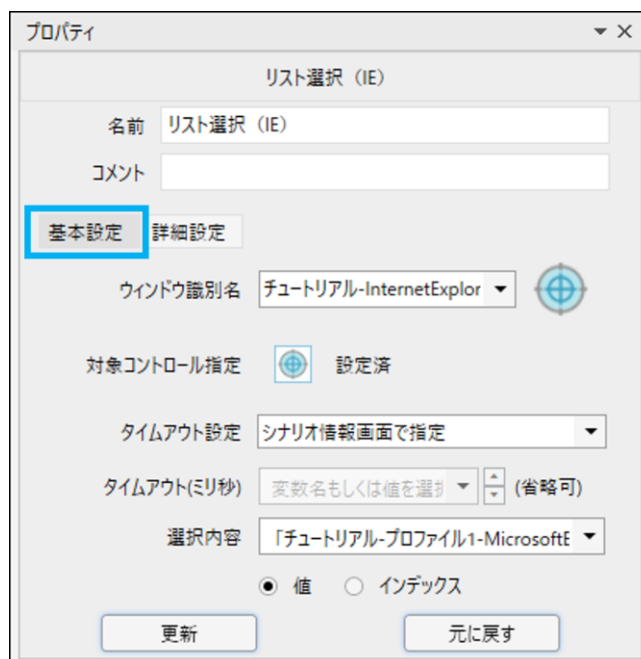 プロパティ
リスト選択（IE）
名前 リスト選択（IE）
コメント
基本設定 詳細設定
ウィンドウ識別名 チュートリアル-InternetExplor
対象コントロール指定 設定済
タイムアウト設定 シナリオ情報画面で指定
タイムアウト(ミリ秒) 変数名もしくは値を選択 (省略可)
選択内容 「チュートリアル-プロファイル1-MicrosoftE
値 インデックス
更新 元に戻す